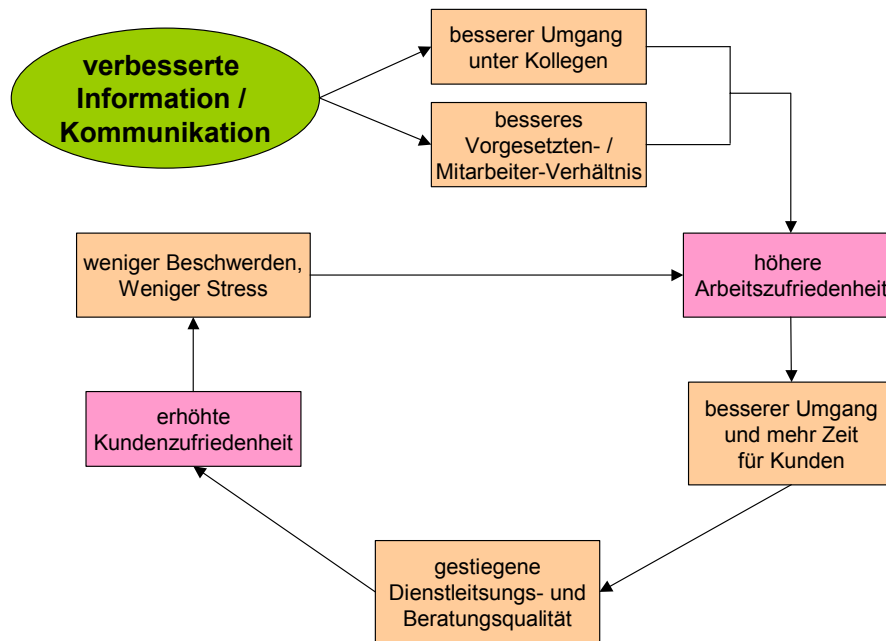 verbesserte
Information /
Kommunikation
besserer Umgang
unter Kollegen
besseres
Vorgesetzten- /
Mitarbeiter-Verhältnis
weniger Beschwerden,
Weniger Stress
höhere
Arbeitszufriedenheit
erhöhte
Kundenzufriedenheit
besserer Umgang
und mehr Zeit
für Kunden
gestiegene
Dienstleitsungs- und
Beratungsqualität